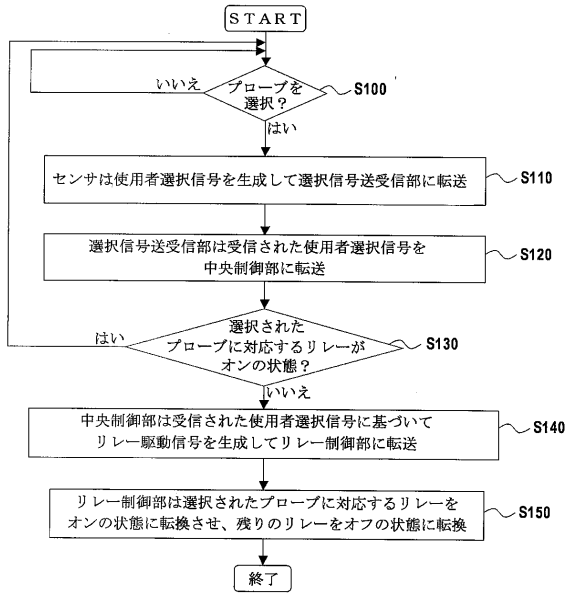 START
プローブを
選択？
S100
いいえ
はい
センサは使用者選択信号を生成して選択信号送受信部に転送
S110
選択信号送受信部は受信された使用者選択信号を
中央制御部に転送
S120
選択された
プローブに対応するリレーが
オンの状態？
S130
はい
いいえ
中央制御部は受信された使用者選択信号に基づいて
リレー駆動信号を生成してリレー制御部に転送
S140
リレー制御部は選択されたプローブに対応するリレーを
オンの状態に転換させ、残りのリレーをオフの状態に転換
S150
終了